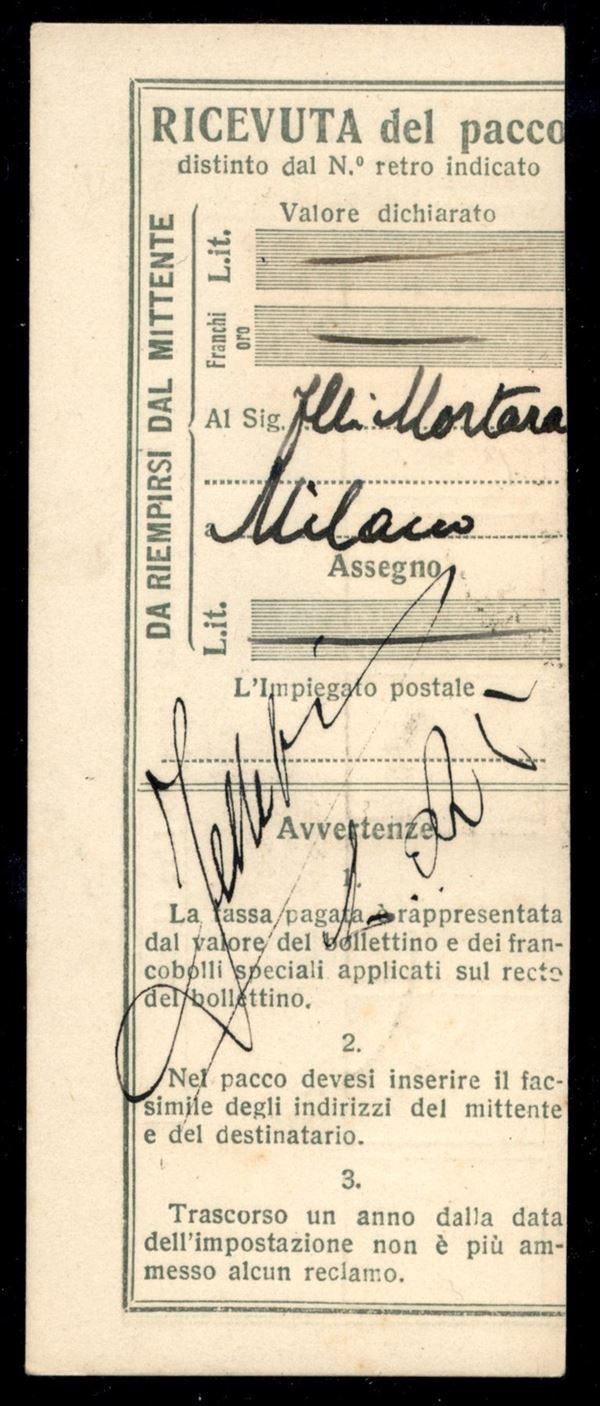 RICEVUTA del pacco
distinto dal N.º retro indicato
DA RIEMPIRSI DAL MITTENTE
Valore dichiarato
L.it.
Franchi
oro
Al Sig. Flli Mortara
a Milano
Assegno
L.it.
L'Impiegato postale
Avvertenze
1.
La tassa pagata è rappresentata
dal valore del bollettino e dei fran-
cobolli speciali applicati sul recto
del bollettino.
2.
Nel pacco devesi inserire il fac-
simile degli indirizzi del mittente
e del destinatario.
3.
Trascorso un anno dalla data
dell'impostazione non è più am-
messo alcun reclamo.